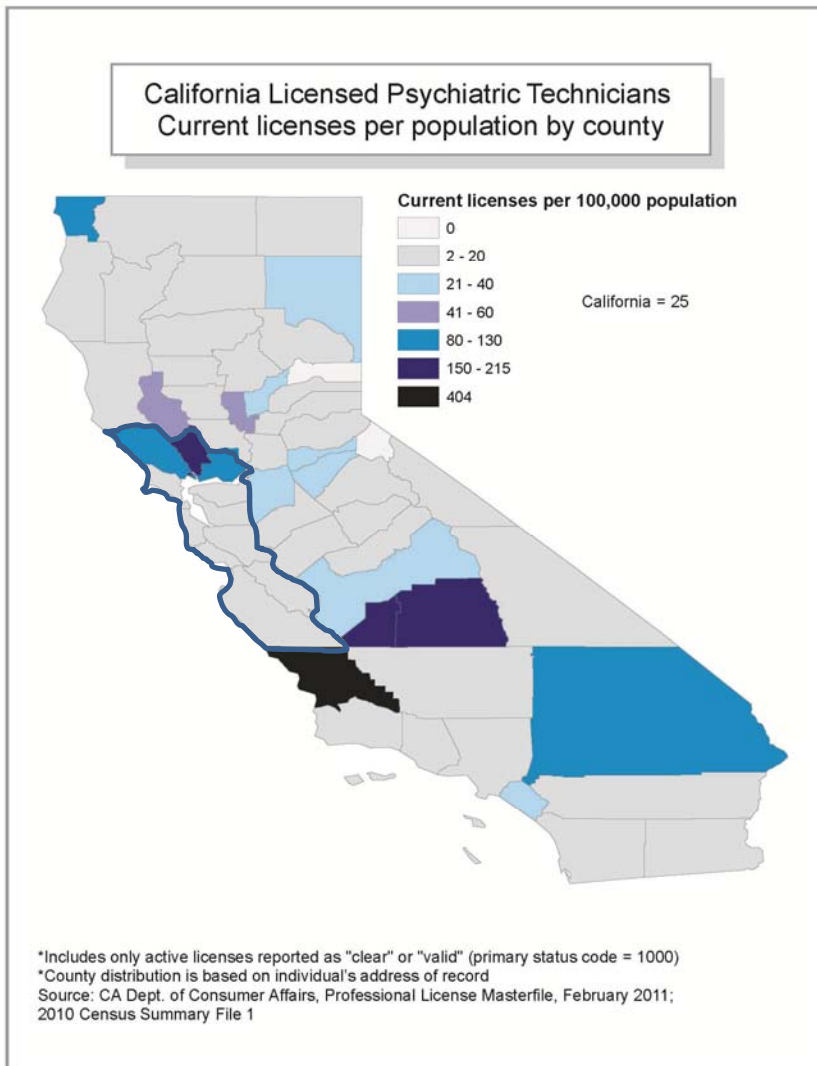 California Licensed Psychiatric Technicians
Current licenses per population by county
Current licenses per 100,000 population
0
2 - 20
21 - 40
41 - 60
80 - 130
150 - 215
404
California = 25
*Includes only active licenses reported as "clear" or "valid" (primary status code = 1000)
*County distribution is based on individual's address of record
Source: CA Dept. of Consumer Affairs, Professional License Masterfile, February 2011;
2010 Census Summary File 1